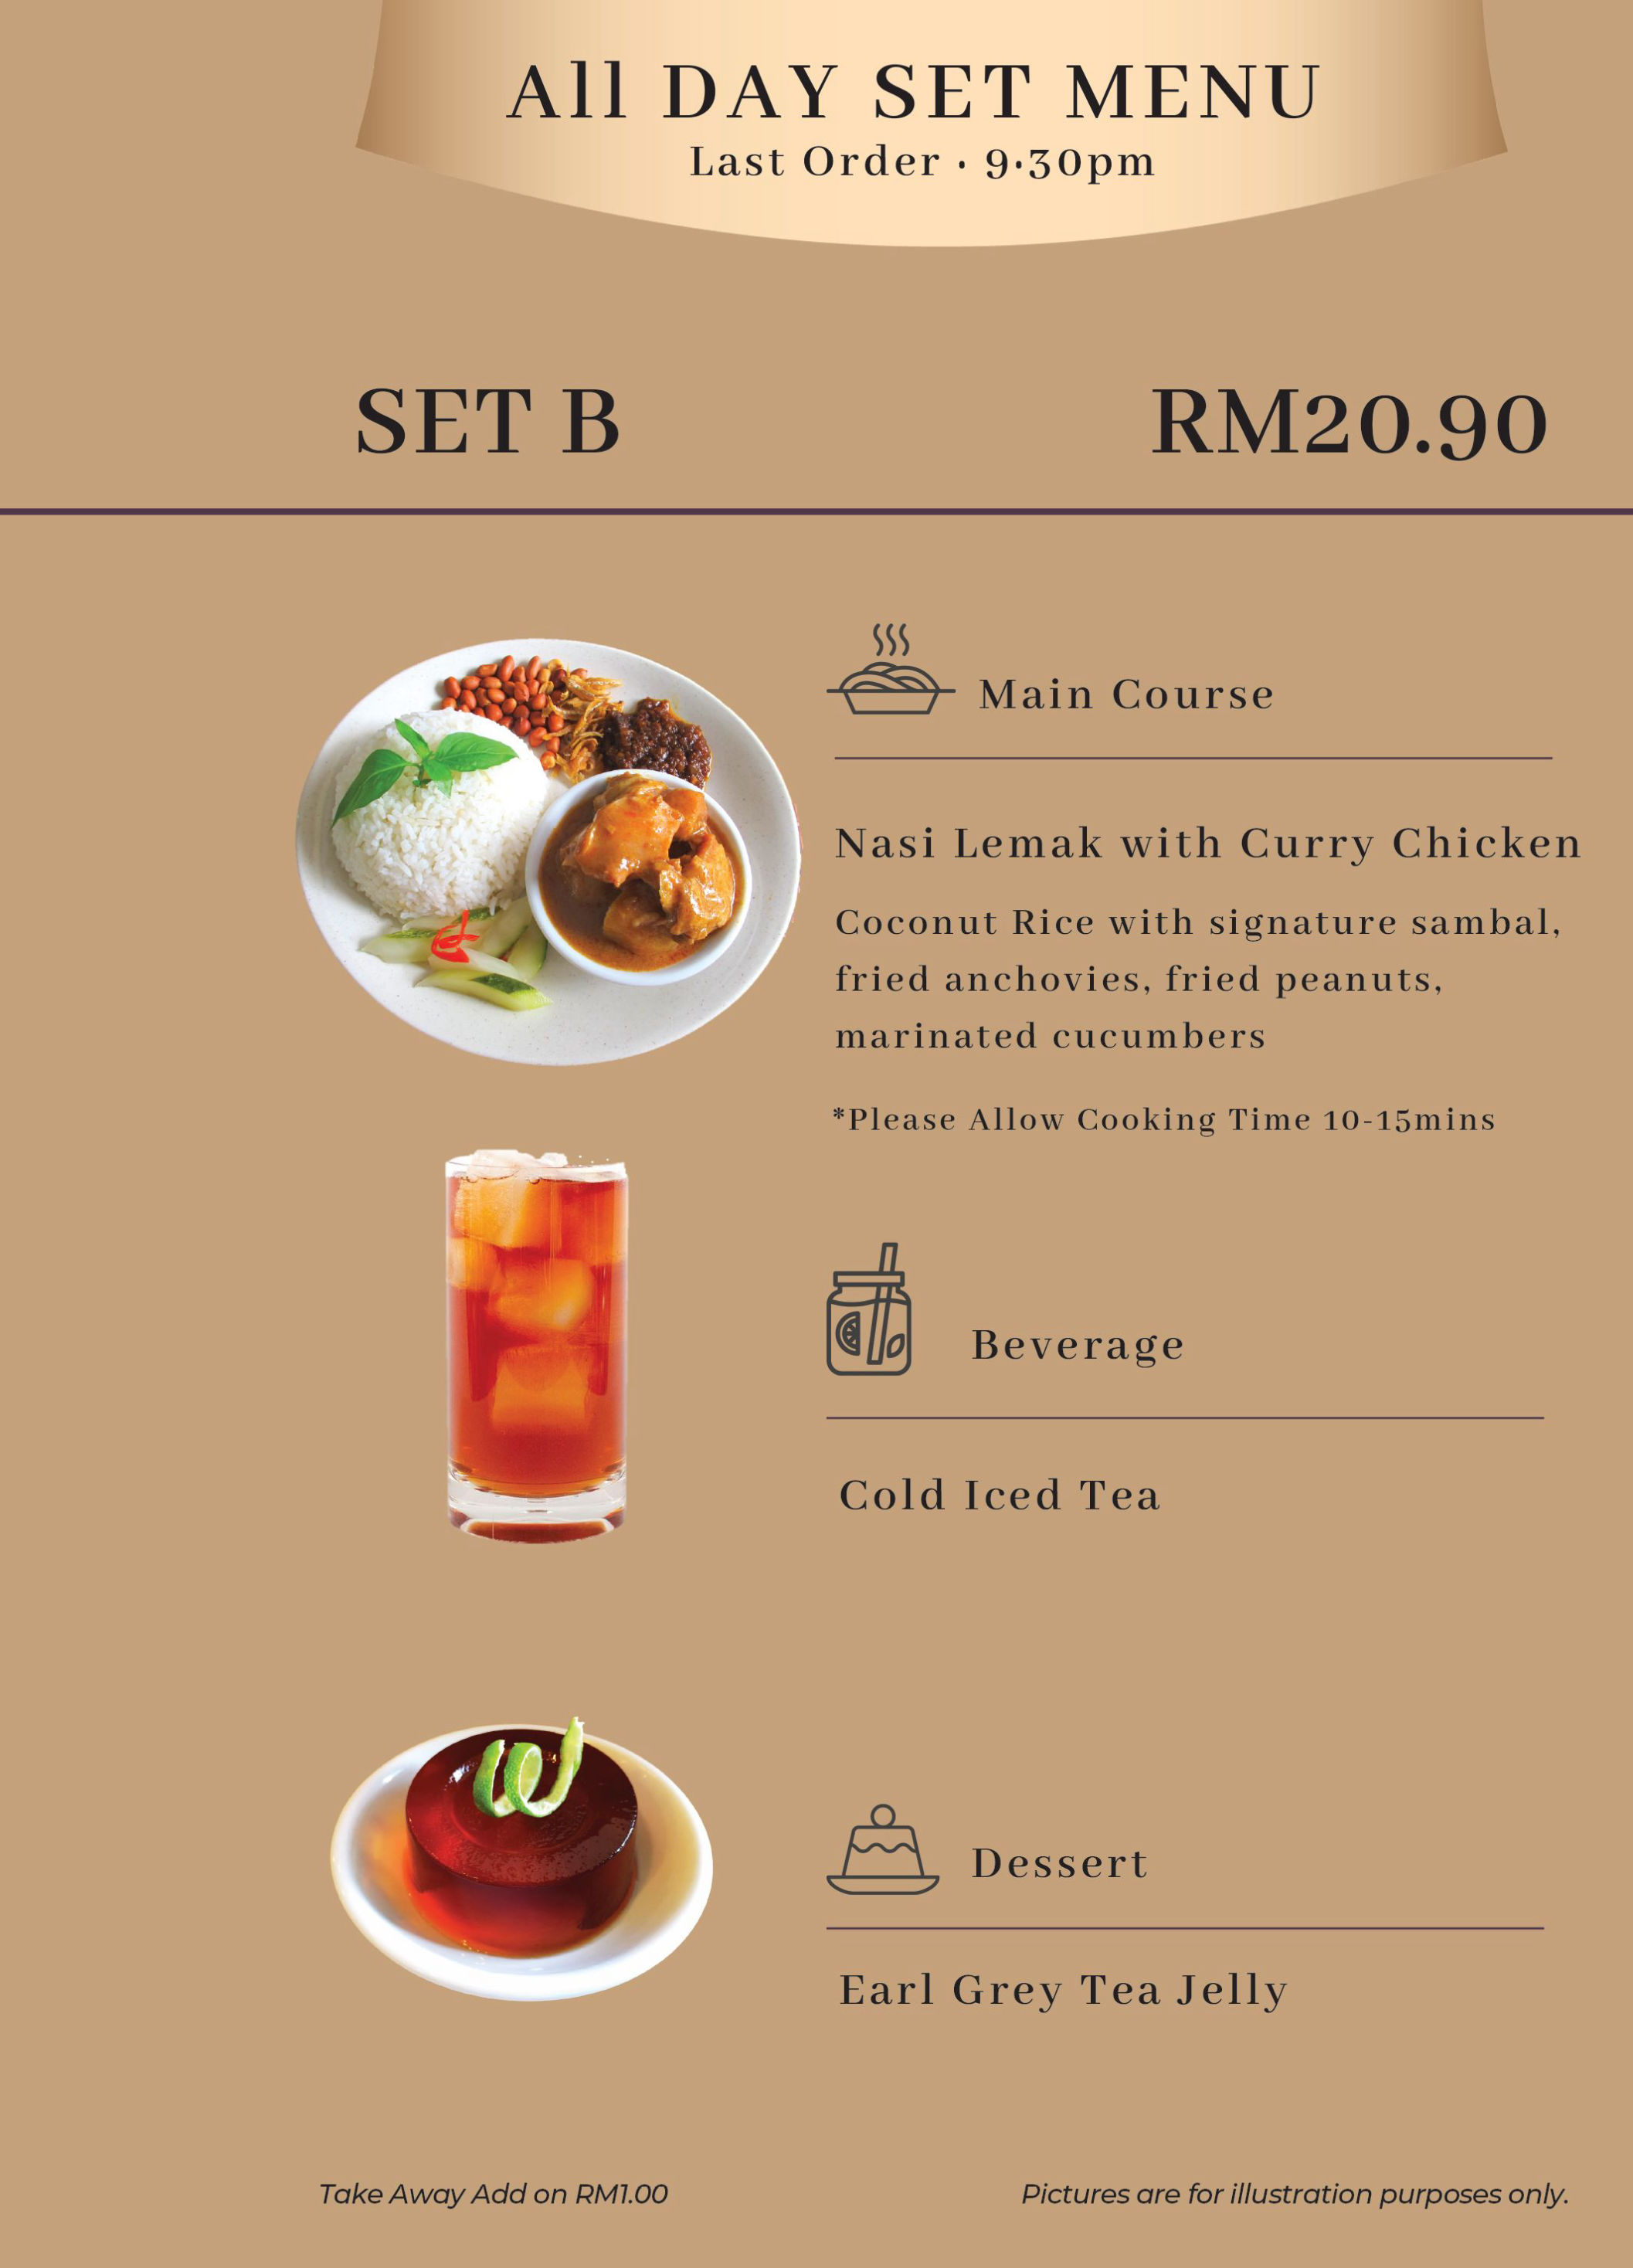 All DAY SET MENU
Last Order · 9·30pm
SET B
RM20.90
Main Course
Nasi Lemak with Curry Chicken
Coconut Rice with signature sambal,
fried anchovies, fried peanuts,
marinated cucumbers
*Please Allow Cooking Time 10-15mins
Beverage
Cold Iced Tea
Dessert
Earl Grey Tea Jelly
Take Away Add on RM1.00
Pictures are for illustration purposes only.